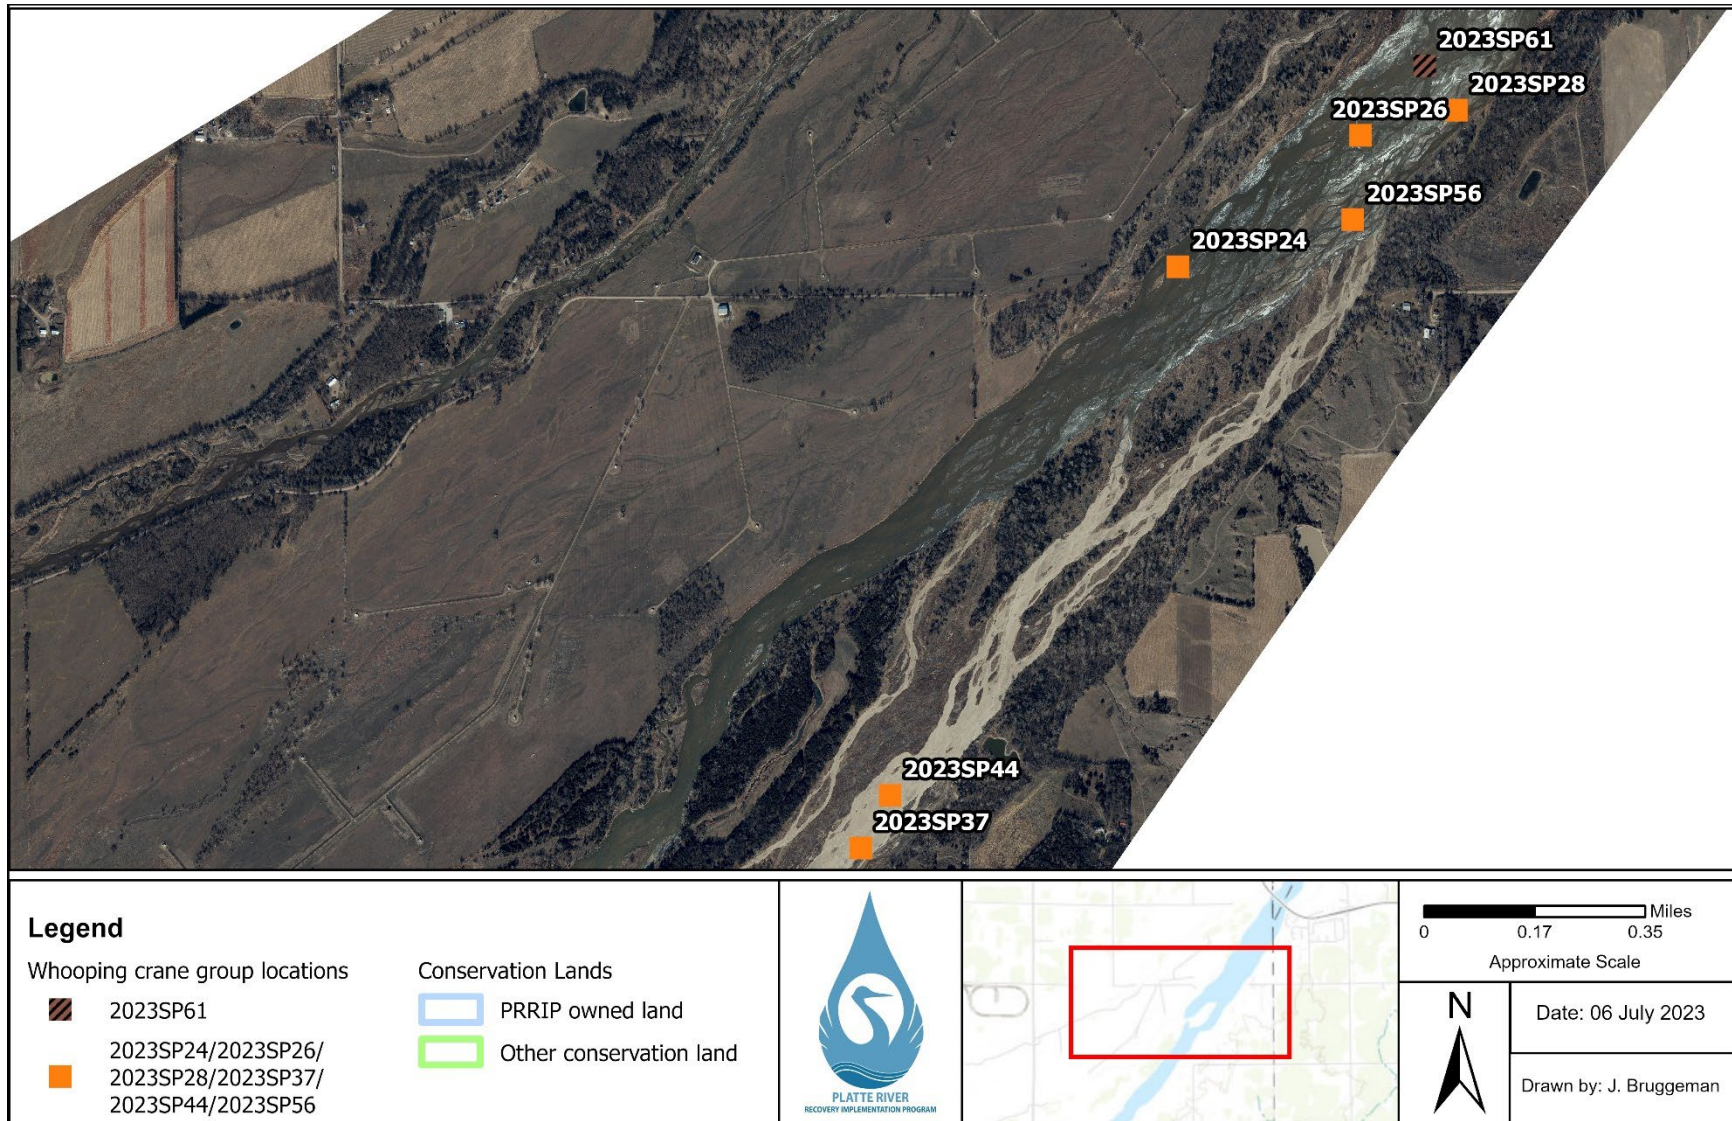 2023SP61
2023SP28
2023SP26
2023SP56
2023SP24
2023SP44
2023SP37
Legend
Whooping crane group locations
2023SP61
2023SP24/2023SP26/
2023SP28/2023SP37/
2023SP44/2023SP56
Conservation Lands
PRRIP owned land
Other conservation land
PLATTE RIVER
RECOVERY IMPLEMENTATION PROGRAM
Miles
0 0.17 0.35
Approximate Scale
N
Date: 06 July 2023
Drawn by: J. Bruggeman